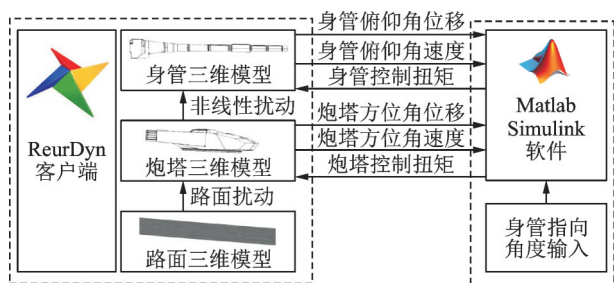 身管俯仰角位移
身管俯仰角速度
身管三维模型
身管控制扭矩
非线性扰动
炮塔方位角位移
炮塔方位角速度
炮塔三维模型
炮塔控制扭矩
路面扰动
路面三维模型
ReurDyn
客户端
Matlab
Simulink
软件
身管指向
角度输入